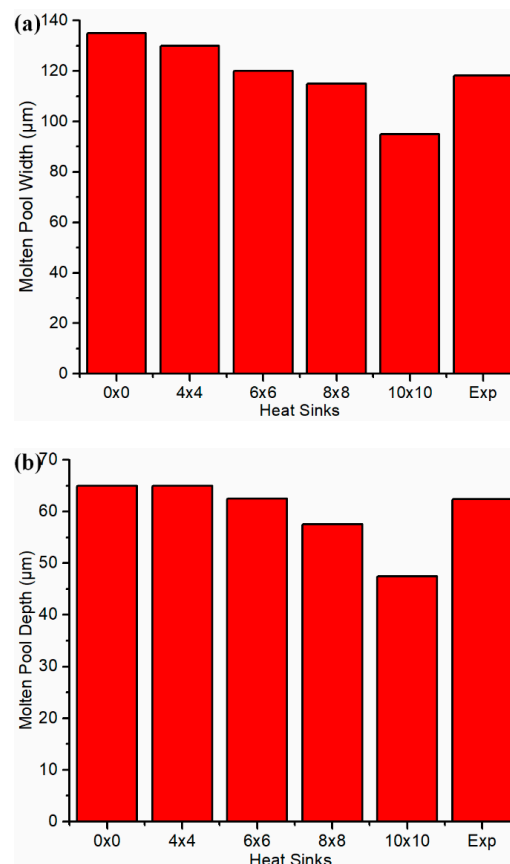 (a)
140
120
100
80
60
40
20
0
Molten Pool Width (µm)
0x0 4x4 6x6 8x8 10x10 Exp
Heat Sinks
(b)
70
60
50
40
30
20
10
0
Molten Pool Depth (µm)
0x0 4x4 6x6 8x8 10x10 Exp
Heat Sinks